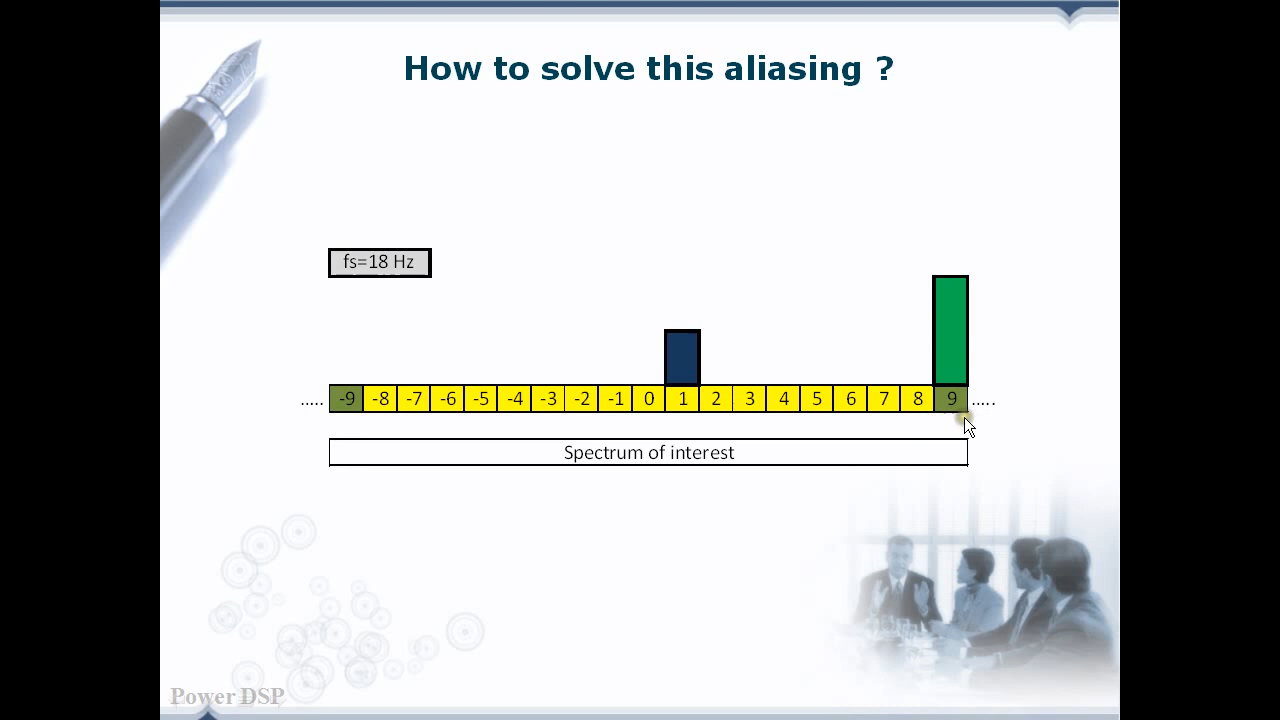 How to solve this aliasing ?
fs=18 Hz
..... -9 -8 -7 -6 -5 -4 -3 -2 -1 0 1 2 3 4 5 6 7 8 9 .....
Spectrum of interest
Power DSP